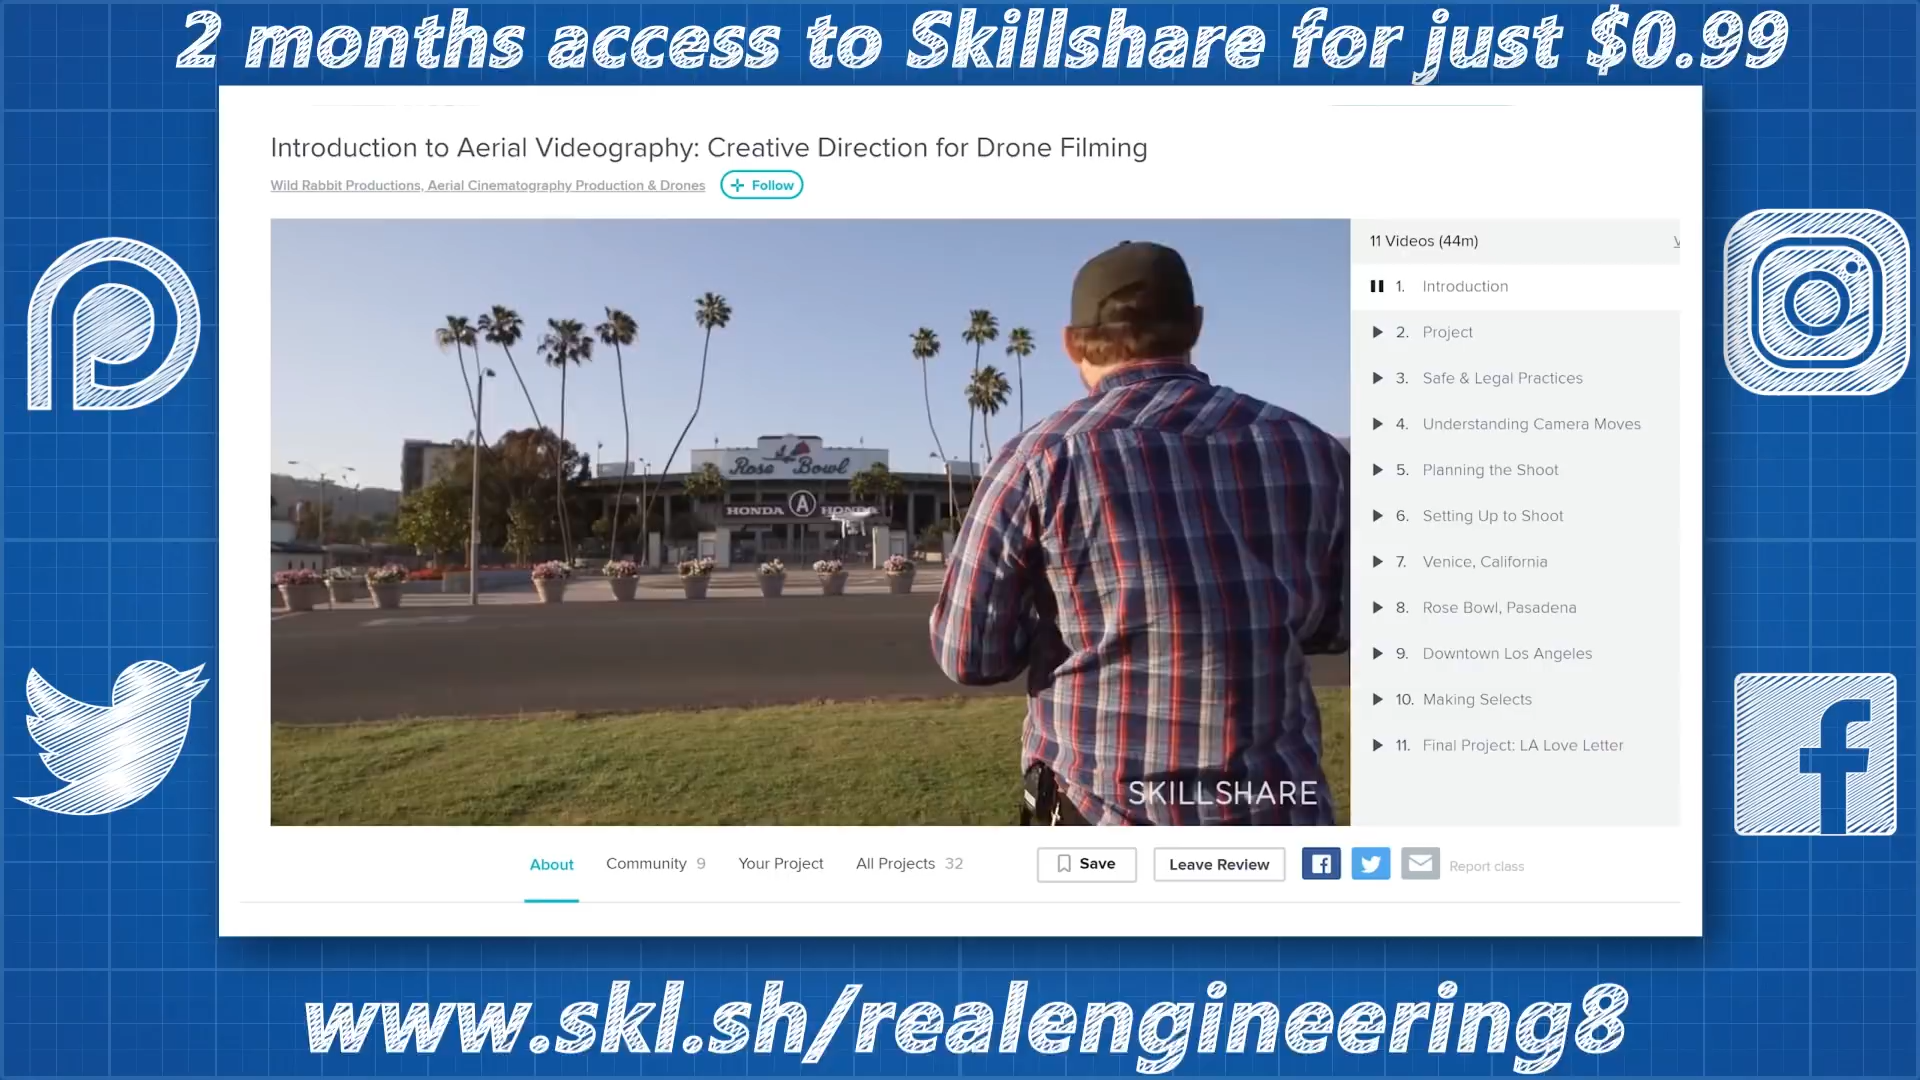 2 months access to Skillshare for just $0.99
Introduction to Aerial Videography: Creative Direction for Drone Filming
Wild Rabbit Productions, Aerial Cinematography Production & Drones
Follow
Rose Bowl
HONDA A HONDA
SKILLSHARE
11 Videos (44m)
1. Introduction
2. Project
3. Safe & Legal Practices
4. Understanding Camera Moves
5. Planning the Shoot
6. Setting Up to Shoot
7. Venice, California
8. Rose Bowl, Pasadena
9. Downtown Los Angeles
10. Making Selects
11. Final Project: LA Love Letter
About Community 9 Your Project All Projects 32 Save Leave Review Report class
www.skl.sh/realengineering8